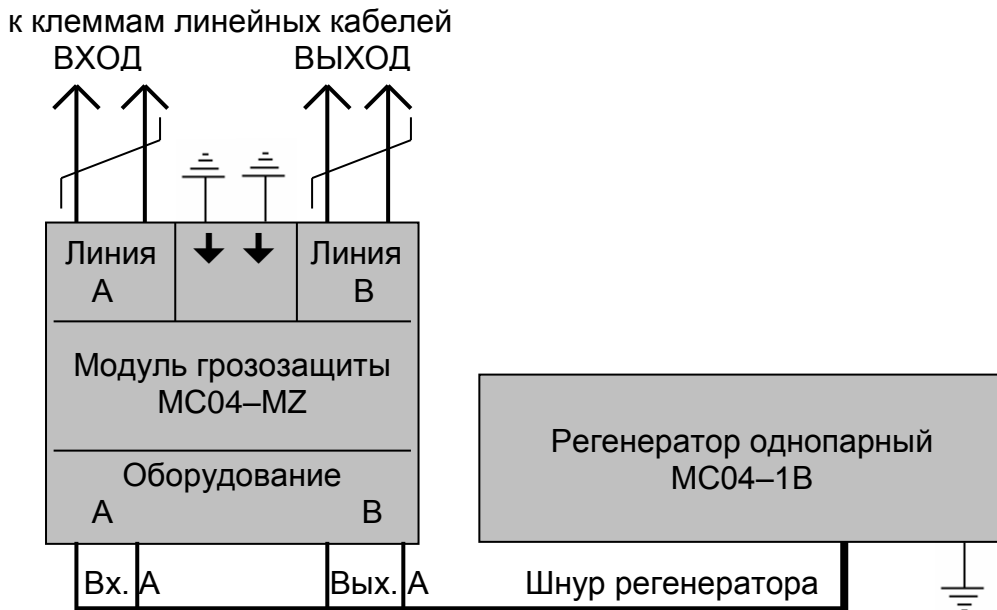 к клеммам линейных кабелей
ВХОД ВЫХОД
Линия Линия
А В
Модуль грозозащиты
МС04–MZ
Регенератор однопарный
МС04–1В
Оборудование
А В
Вх. А Вых. А Шнур регенератора